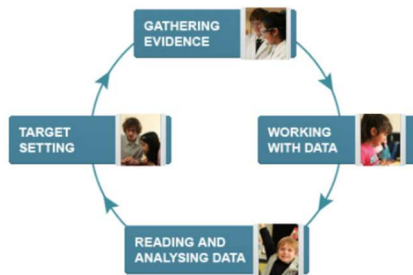 GATHERING
EVIDENCE
TARGET
SETTING
WORKING
WITH DATA
READING AND
ANALYSING DATA